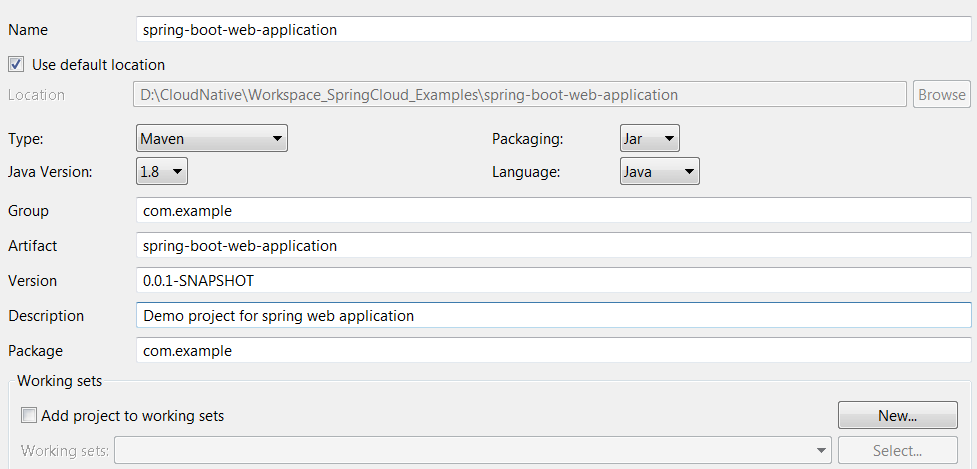 Name spring-boot-web-application
Use default location
Location D:\CloudNative\Workspace_SpringCloud_Examples\spring-boot-web-application Browse
Type: Maven Packaging: Jar
Java Version: 1.8 Language: Java
Group com.example
Artifact spring-boot-web-application
Version 0.0.1-SNAPSHOT
Description Demo project for spring web application
Package com.example
Working sets
Add project to working sets New...
Working sets: Select...